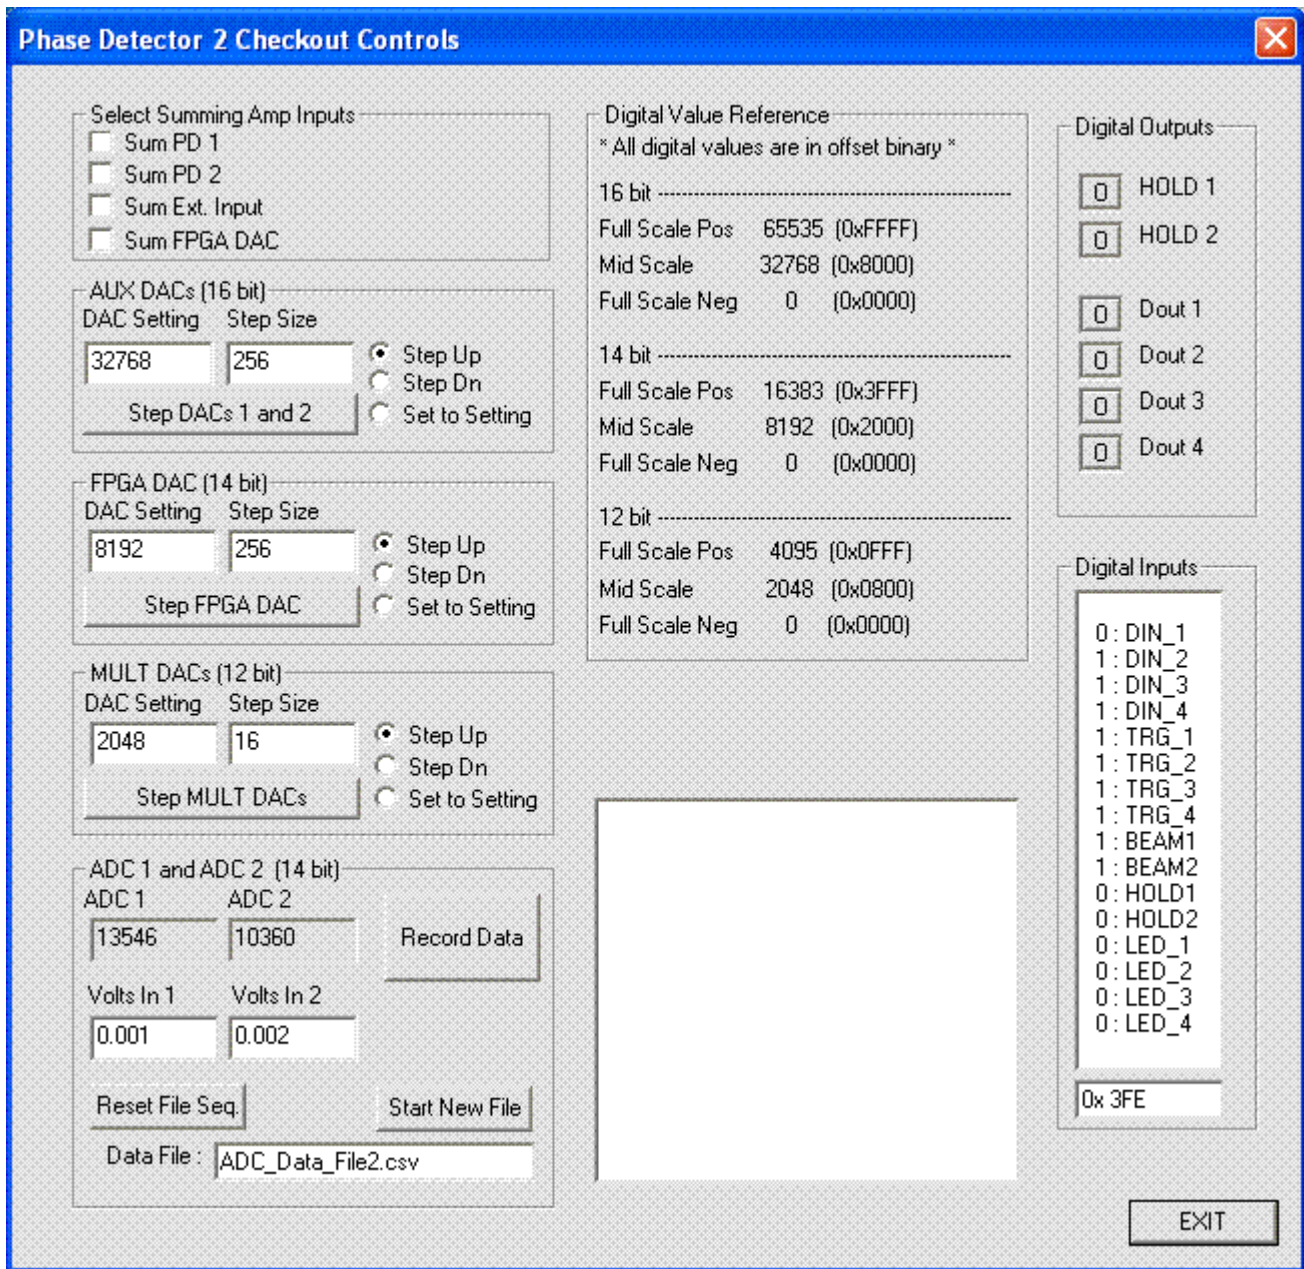 Phase Detector 2 Checkout Controls
Select Summing Amp Inputs
Sum PD 1
Sum PD 2
Sum Ext. Input
Sum FPGA DAC
AUX DACs (16 bit)
DAC Setting Step Size
32768 256
Step Up
Step Dn
Set to Setting
Step DACs 1 and 2
FPGA DAC (14 bit)
DAC Setting Step Size
8192 256
Step Up
Step Dn
Set to Setting
Step FPGA DAC
MULT DACs (12 bit)
DAC Setting Step Size
2048 16
Step Up
Step Dn
Set to Setting
Step MULT DACs
ADC 1 and ADC 2 (14 bit)
ADC 1 ADC 2
13546 10360
Record Data
Volts In 1 Volts In 2
0.001 0.002
Reset File Seq. Start New File
Data File : ADC_Data_File2.csv
Digital Value Reference
* All digital values are in offset binary *
16 bit ------------------------------------------------
Full Scale Pos 65535 (0xFFFF)
Mid Scale 32768 (0x8000)
Full Scale Neg 0 (0x0000)
14 bit ------------------------------------------------
Full Scale Pos 16383 (0x3FFF)
Mid Scale 8192 (0x2000)
Full Scale Neg 0 (0x0000)
12 bit ------------------------------------------------
Full Scale Pos 4095 (0x0FFF)
Mid Scale 2048 (0x0800)
Full Scale Neg 0 (0x0000)
Digital Outputs
0 HOLD 1
0 HOLD 2
0 Dout 1
0 Dout 2
0 Dout 3
0 Dout 4
Digital Inputs
0 : DIN_1
1 : DIN_2
1 : DIN_3
1 : DIN_4
1 : TRG_1
1 : TRG_2
1 : TRG_3
1 : TRG_4
1 : BEAM1
1 : BEAM2
0 : HOLD1
0 : HOLD2
0 : LED_1
0 : LED_2
0 : LED_3
0 : LED_4
0x 3FE
EXIT